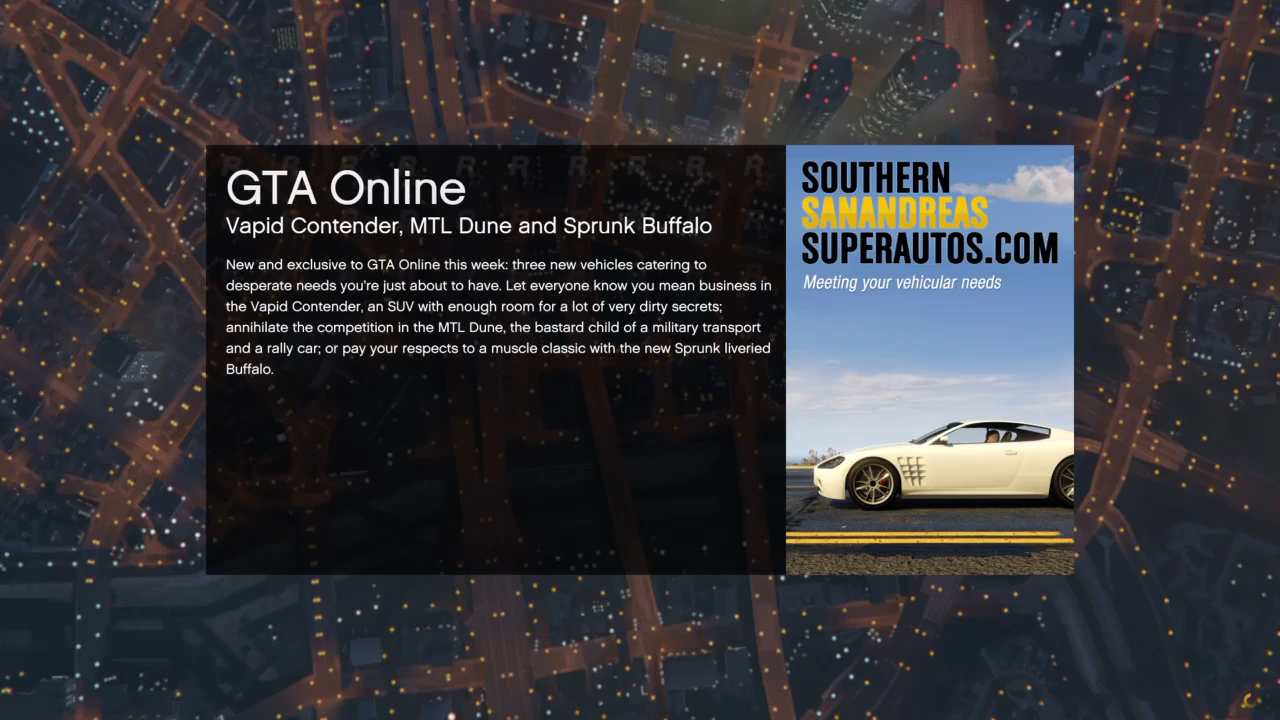 GTA Online
Vapid Contender, MTL Dune and Sprunk Buffalo
New and exclusive to GTA Online this week: three new vehicles catering to
desperate needs you're just about to have. Let everyone know you mean business in
the Vapid Contender, an SUV with enough room for a lot of very dirty secrets;
annihilate the competition in the MTL Dune, the bastard child of a military transport
and a rally car; or pay your respects to a muscle classic with the new Sprunk liveried
Buffalo.
SOUTHERN
SANANDREAS
SUPERAUTOS.COM
Meeting your vehicular needs